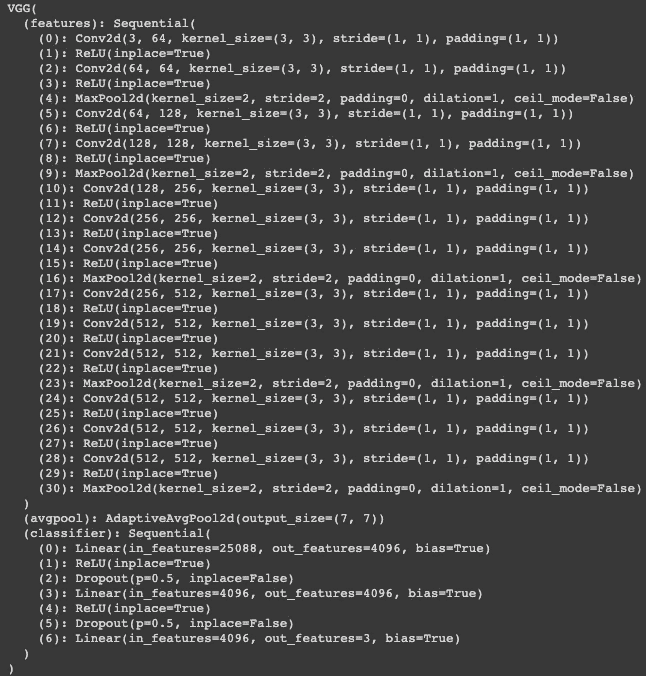 VGG(
  (features): Sequential(
    (0): Conv2d(3, 64, kernel_size=(3, 3), stride=(1, 1), padding=(1, 1))
    (1): ReLU(inplace=True)
    (2): Conv2d(64, 64, kernel_size=(3, 3), stride=(1, 1), padding=(1, 1))
    (3): ReLU(inplace=True)
    (4): MaxPool2d(kernel_size=2, stride=2, padding=0, dilation=1, ceil_mode=False)
    (5): Conv2d(64, 128, kernel_size=(3, 3), stride=(1, 1), padding=(1, 1))
    (6): ReLU(inplace=True)
    (7): Conv2d(128, 128, kernel_size=(3, 3), stride=(1, 1), padding=(1, 1))
    (8): ReLU(inplace=True)
    (9): MaxPool2d(kernel_size=2, stride=2, padding=0, dilation=1, ceil_mode=False)
    (10): Conv2d(128, 256, kernel_size=(3, 3), stride=(1, 1), padding=(1, 1))
    (11): ReLU(inplace=True)
    (12): Conv2d(256, 256, kernel_size=(3, 3), stride=(1, 1), padding=(1, 1))
    (13): ReLU(inplace=True)
    (14): Conv2d(256, 256, kernel_size=(3, 3), stride=(1, 1), padding=(1, 1))
    (15): ReLU(inplace=True)
    (16): MaxPool2d(kernel_size=2, stride=2, padding=0, dilation=1, ceil_mode=False)
    (17): Conv2d(256, 512, kernel_size=(3, 3), stride=(1, 1), padding=(1, 1))
    (18): ReLU(inplace=True)
    (19): Conv2d(512, 512, kernel_size=(3, 3), stride=(1, 1), padding=(1, 1))
    (20): ReLU(inplace=True)
    (21): Conv2d(512, 512, kernel_size=(3, 3), stride=(1, 1), padding=(1, 1))
    (22): ReLU(inplace=True)
    (23): MaxPool2d(kernel_size=2, stride=2, padding=0, dilation=1, ceil_mode=False)
    (24): Conv2d(512, 512, kernel_size=(3, 3), stride=(1, 1), padding=(1, 1))
    (25): ReLU(inplace=True)
    (26): Conv2d(512, 512, kernel_size=(3, 3), stride=(1, 1), padding=(1, 1))
    (27): ReLU(inplace=True)
    (28): Conv2d(512, 512, kernel_size=(3, 3), stride=(1, 1), padding=(1, 1))
    (29): ReLU(inplace=True)
    (30): MaxPool2d(kernel_size=2, stride=2, padding=0, dilation=1, ceil_mode=False)
  )
  (avgpool): AdaptiveAvgPool2d(output_size=(7, 7))
  (classifier): Sequential(
    (0): Linear(in_features=25088, out_features=4096, bias=True)
    (1): ReLU(inplace=True)
    (2): Dropout(p=0.5, inplace=False)
    (3): Linear(in_features=4096, out_features=4096, bias=True)
    (4): ReLU(inplace=True)
    (5): Dropout(p=0.5, inplace=False)
    (6): Linear(in_features=4096, out_features=3, bias=True)
  )
)